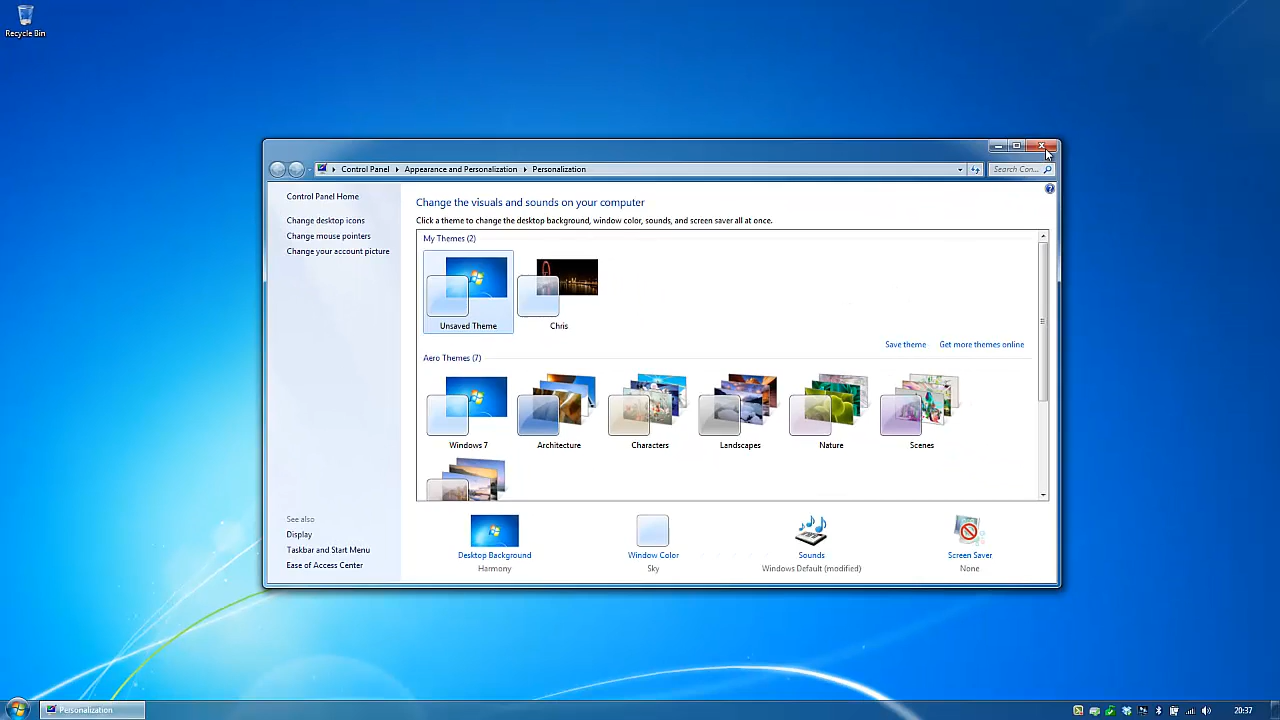 Recycle Bin
Control Panel Appearance and Personalization Personalization
Search Con...
Control Panel Home
Change desktop icons
Change mouse pointers
Change your account picture
Change the visuals and sounds on your computer
Click a theme to change the desktop background, window color, sounds, and screen saver all at once.
My Themes (2)
Unsaved Theme
Chris
Save theme
Get more themes online
Aero Themes (7)
Windows 7
Architecture
Characters
Landscapes
Nature
Scenes
See also
Display
Taskbar and Start Menu
Ease of Access Center
Desktop Background
Harmony
Window Color
Sky
Sounds
Windows Default (modified)
Screen Saver
None
Personalization
20:37